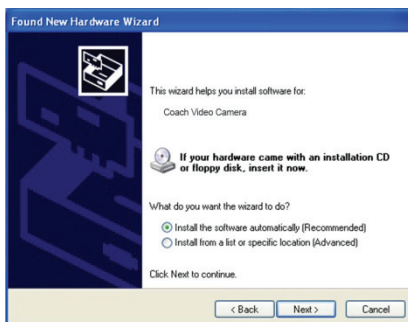 Found New Hardware Wizard
This wizard helps you install software for:
Coach Video Camera
If your hardware came with an installation CD
or floppy disk, insert it now.
What do you want the wizard to do?
Install the software automatically (Recommended)
Install from a list or specific location (Advanced)
Click Next to continue.
< Back
Next >
Cancel